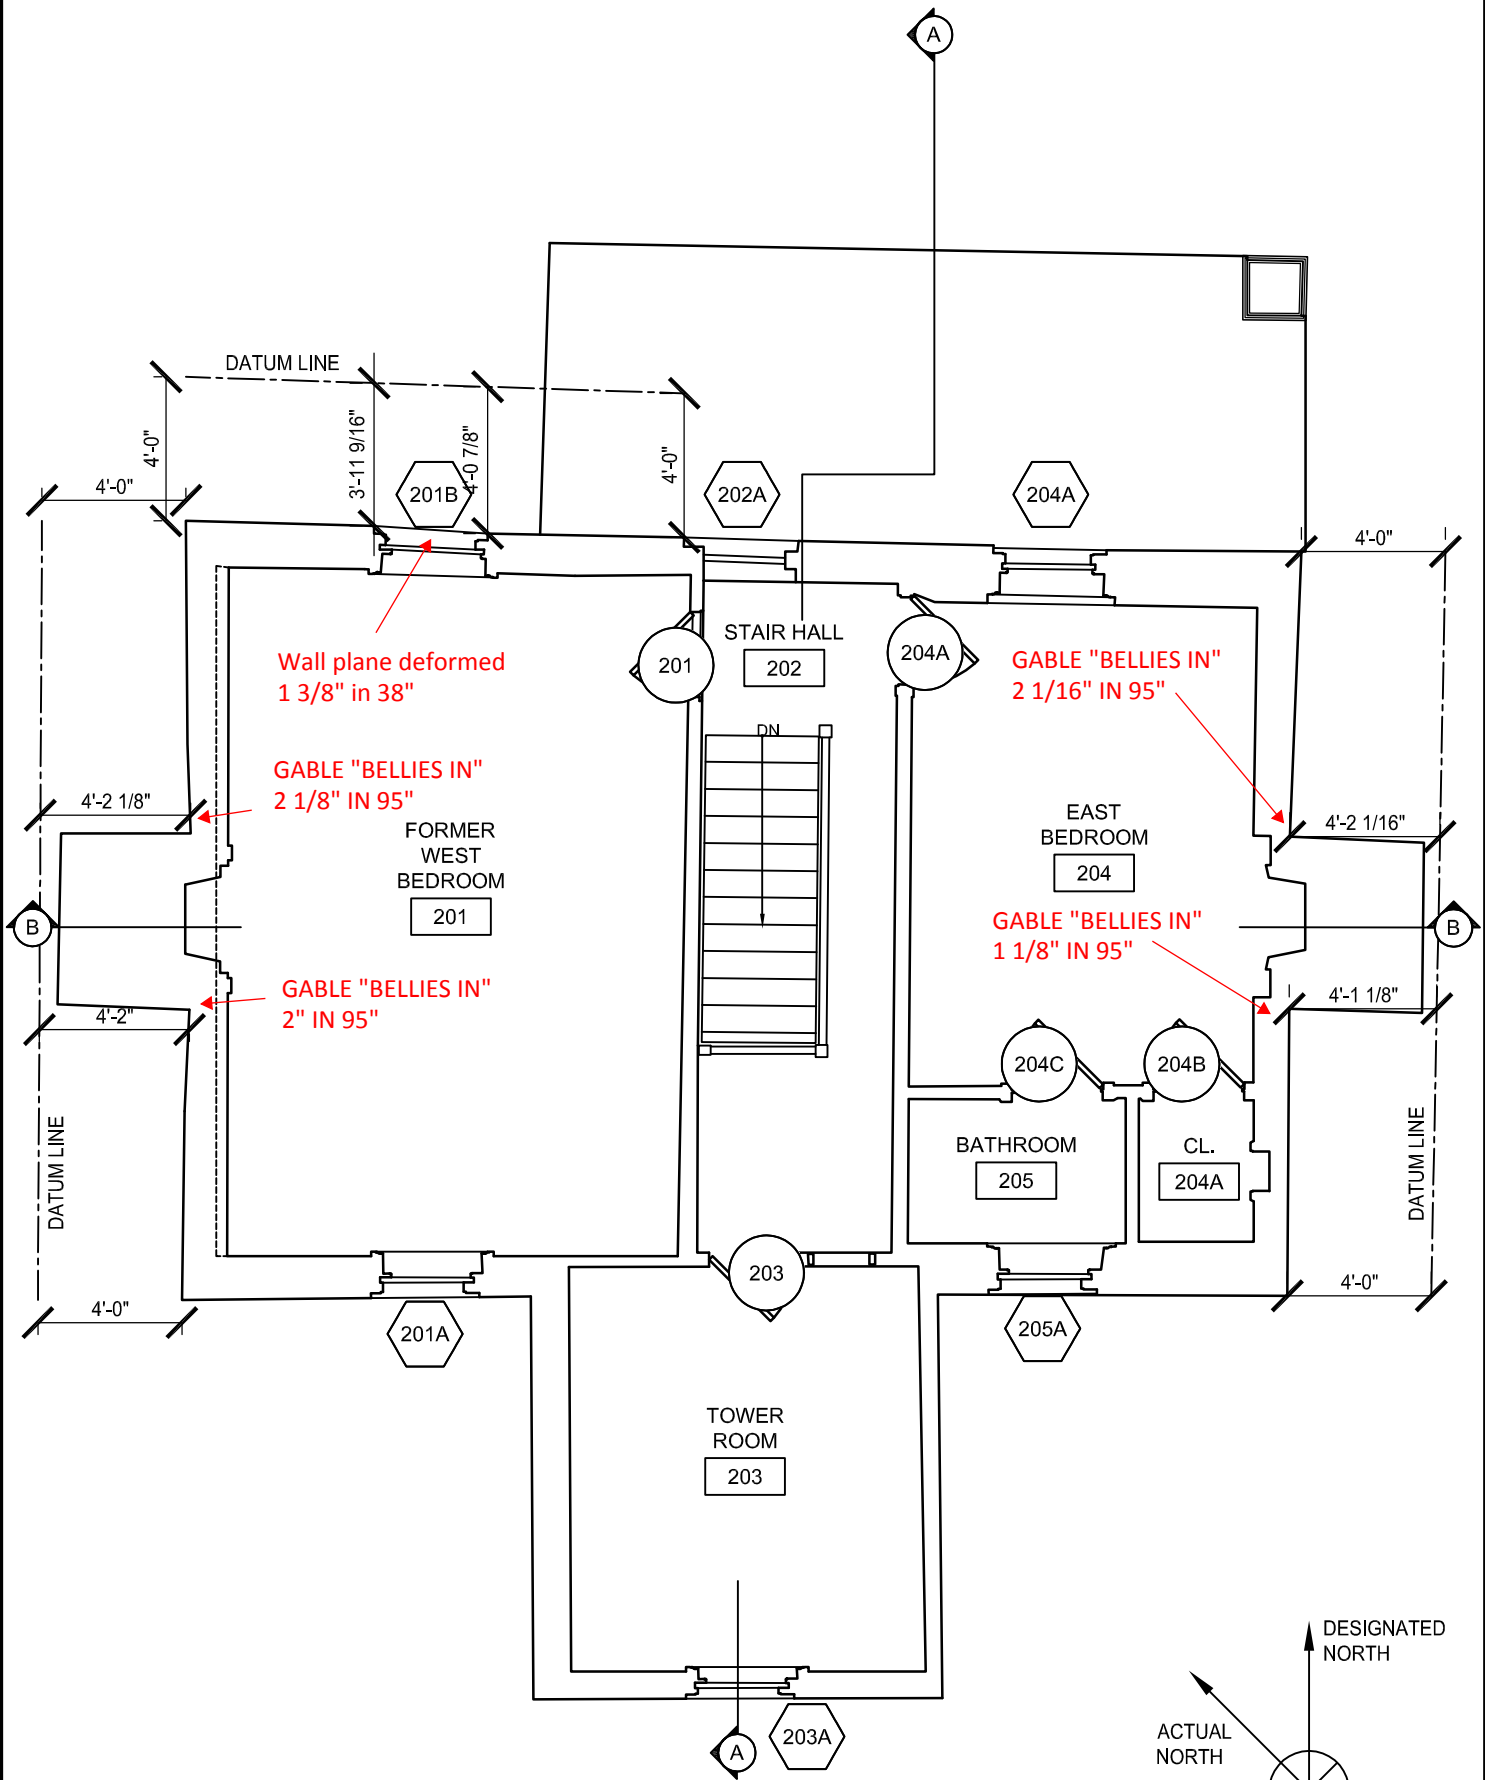 A
DATUM LINE
4'-0"
3'-11 9/16"
4'-0 7/8"
4'-0"
4'-0"
201B
202A
204A
4'-0"
STAIR HALL
202
201
204A
Wall plane deformed
1 3/8" in 38"
GABLE "BELLIES IN"
2 1/16" IN 95"
DN
GABLE "BELLIES IN"
2 1/8" IN 95"
4'-2 1/8"
FORMER
WEST
BEDROOM
201
EAST
BEDROOM
204
4'-2 1/16"
B
GABLE "BELLIES IN"
1 1/8" IN 95"
B
GABLE "BELLIES IN"
2" IN 95"
4'-2"
4'-1 1/8"
204C
204B
DATUM LINE
BATHROOM
205
CL.
204A
DATUM LINE
203
4'-0"
4'-0"
201A
205A
TOWER
ROOM
203
DESIGNATED
NORTH
ACTUAL
NORTH
203A
A